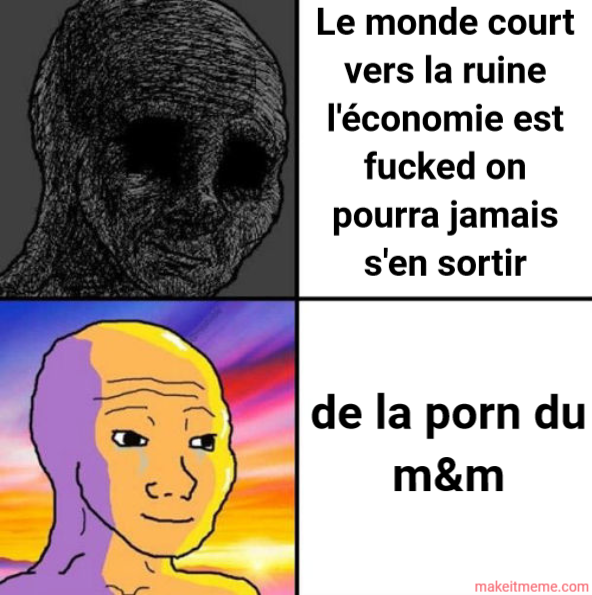 Le monde court
vers la ruine
l'économie est
fucked on
pourra jamais
s'en sortir
de la porn du
m&m
makeitmeme.com